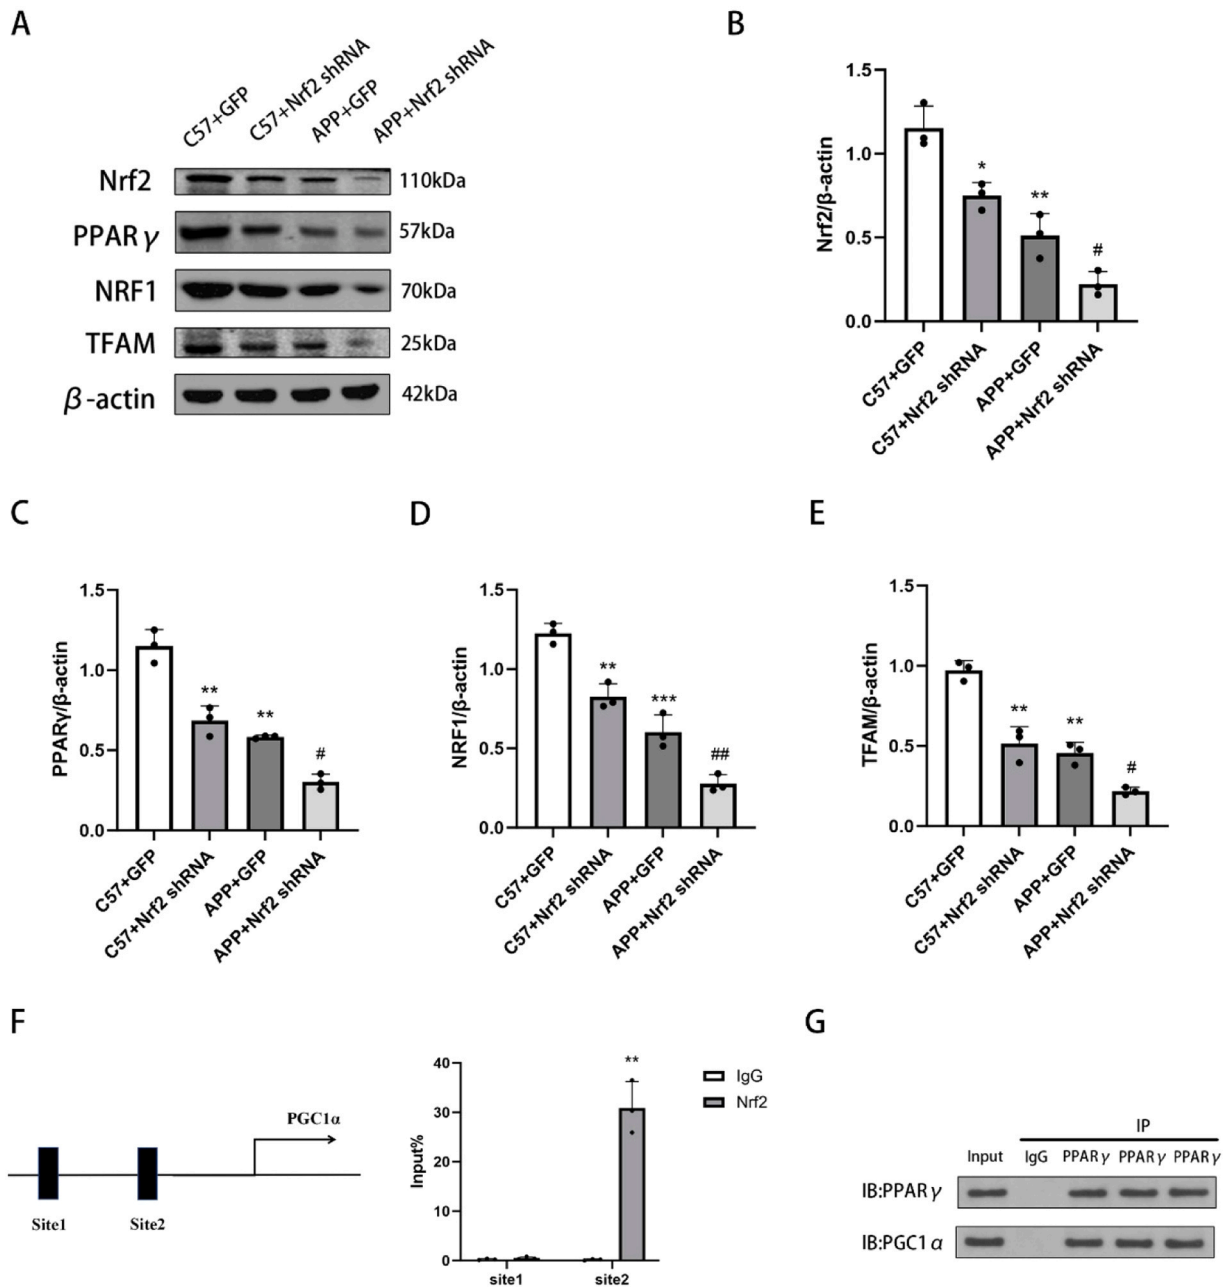 A
C57+GFP
C57+Nrf2 shRNA
APP+GFP
APP+Nrf2 shRNA
Nrf2
110kDa
PPARγ
57kDa
NRF1
70kDa
TFAM
25kDa
β-actin
42kDa
B
Nrf2/β-actin
1.5
1.0
0.5
0.0
*
**
#
C57+GFP
C57+Nrf2 shRNA
APP+GFP
APP+Nrf2 shRNA
C
PPARγ/β-actin
1.5
1.0
0.5
0.0
**
**
#
C57+GFP
C57+Nrf2 shRNA
APP+GFP
APP+Nrf2 shRNA
D
NRF1/β-actin
1.5
1.0
0.5
0.0
**
***
##
C57+GFP
C57+Nrf2 shRNA
APP+GFP
APP+Nrf2 shRNA
E
TFAM/β-actin
1.5
1.0
0.5
0.0
**
**
#
C57+GFP
C57+Nrf2 shRNA
APP+GFP
APP+Nrf2 shRNA
F
PGC1α
Site1
Site2
Input%
40
30
20
10
0
**
site1
site2
IgG
Nrf2
G
IP
Input IgG PPARγ PPARγ PPARγ
IB:PPARγ
IB:PGC1α